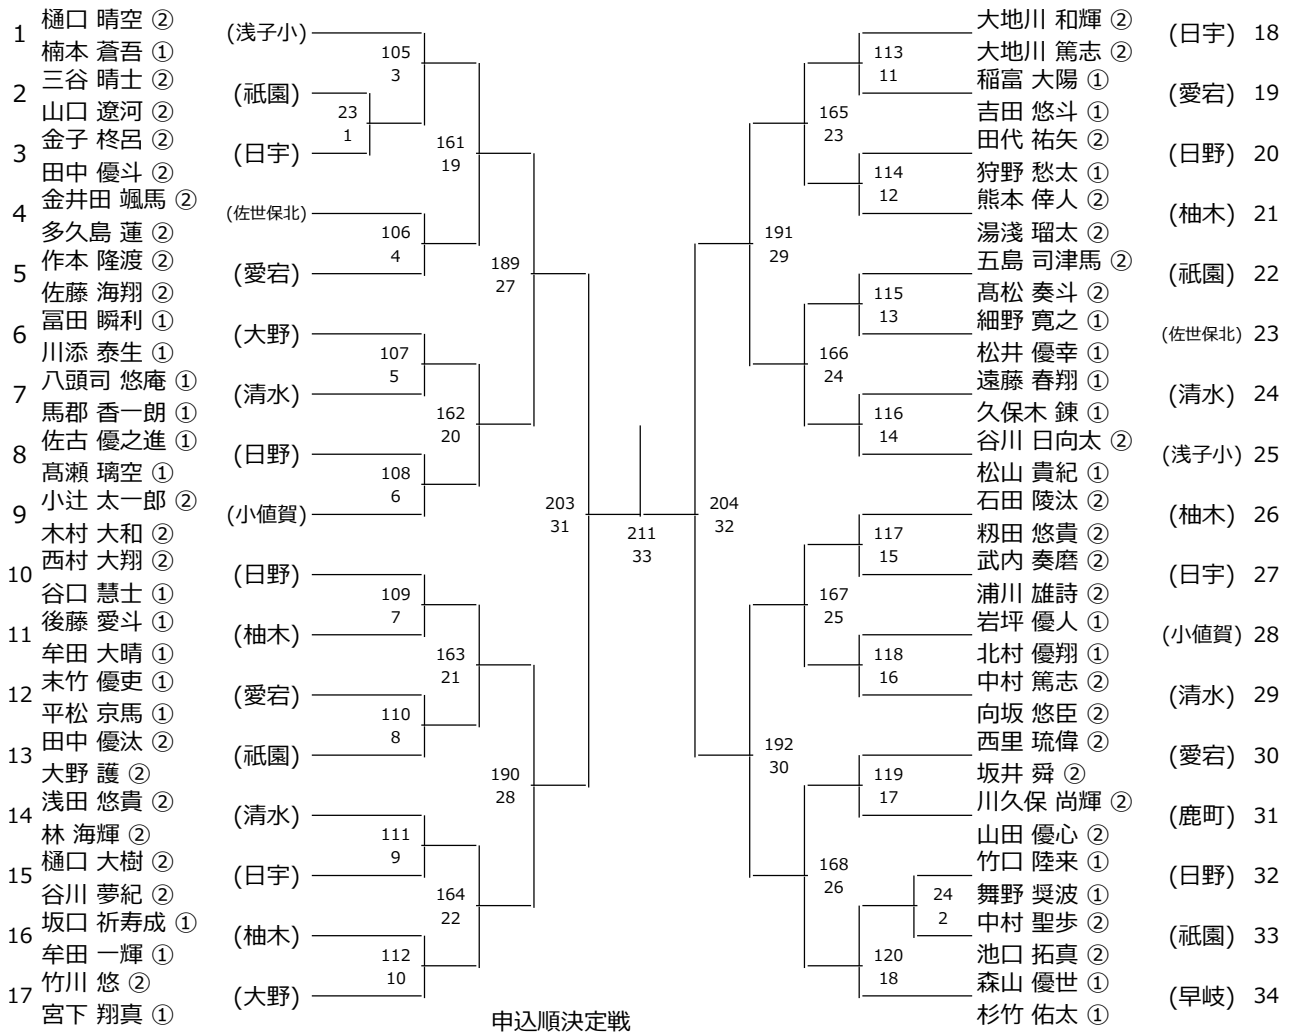 1 樋口 晴空 ② 楠本 蒼吾 ① (浅子小)
2 三谷 晴士 ② 山口 遼河 ② (祇園)
3 金子 柊呂 ② 田中 優斗 ② (日宇)
4 金井田 颯馬 ② 多久島 蓮 ② (佐世保北)
5 作本 隆渡 ② 佐藤 海翔 ② (愛宕)
6 冨田 瞬利 ① 川添 泰生 ① (大野)
7 八頭司 悠庵 ① 馬郡 香一朗 ① (清水)
8 佐古 優之進 ① 髙瀬 璃空 ① (日野)
9 小辻 太一郎 ② 木村 大和 ② (小値賀)
10 西村 大翔 ② 谷口 慧士 ① (日野)
11 後藤 愛斗 ① 牟田 大晴 ① (柚木)
12 末竹 優吏 ① 平松 京馬 ① (愛宕)
13 田中 優汰 ② 大野 護 ② (祇園)
14 浅田 悠貴 ② 林 海輝 ② (清水)
15 樋口 大樹 ② 谷川 夢紀 ② (日宇)
16 坂口 祈寿成 ① 牟田 一輝 ① (柚木)
17 竹川 悠 ② 宮下 翔真 ① (大野)
23
1
105
3
106
4
107
5
108
6
109
7
110
8
111
9
112
10
161
19
162
20
163
21
164
22
189
27
190
28
203
31
211
33
204
32
191
29
192
30
165
23
166
24
167
25
168
26
113
11
114
12
115
13
116
14
117
15
118
16
119
17
24
2
120
18
大地川 和輝 ② 大地川 篤志 ② (日宇) 18
稲富 大陽 ① 吉田 悠斗 ① (愛宕) 19
田代 祐矢 ② 狩野 愁太 ① (日野) 20
熊本 倖人 ② 湯淺 瑠太 ② (柚木) 21
五島 司津馬 ② 髙松 奏斗 ② (祇園) 22
細野 寛之 ① 松井 優幸 ① (佐世保北) 23
遠藤 春翔 ① 久保木 錬 ① (清水) 24
谷川 日向太 ② 松山 貴紀 ① (浅子小) 25
石田 陵汰 ② 籾田 悠貴 ② (柚木) 26
武内 奏磨 ② 浦川 雄詩 ② (日宇) 27
岩坪 優人 ① 北村 優翔 ① (小値賀) 28
中村 篤志 ② 向坂 悠臣 ② (清水) 29
西里 琉偉 ② 坂井 舜 ② (愛宕) 30
川久保 尚輝 ② 山田 優心 ② (鹿町) 31
竹口 陸来 ① 舞野 奨波 ① (日野) 32
中村 聖歩 ② 池口 拓真 ② (祇園) 33
森山 優世 ① 杉竹 佑太 ① (早岐) 34
申込順決定戦